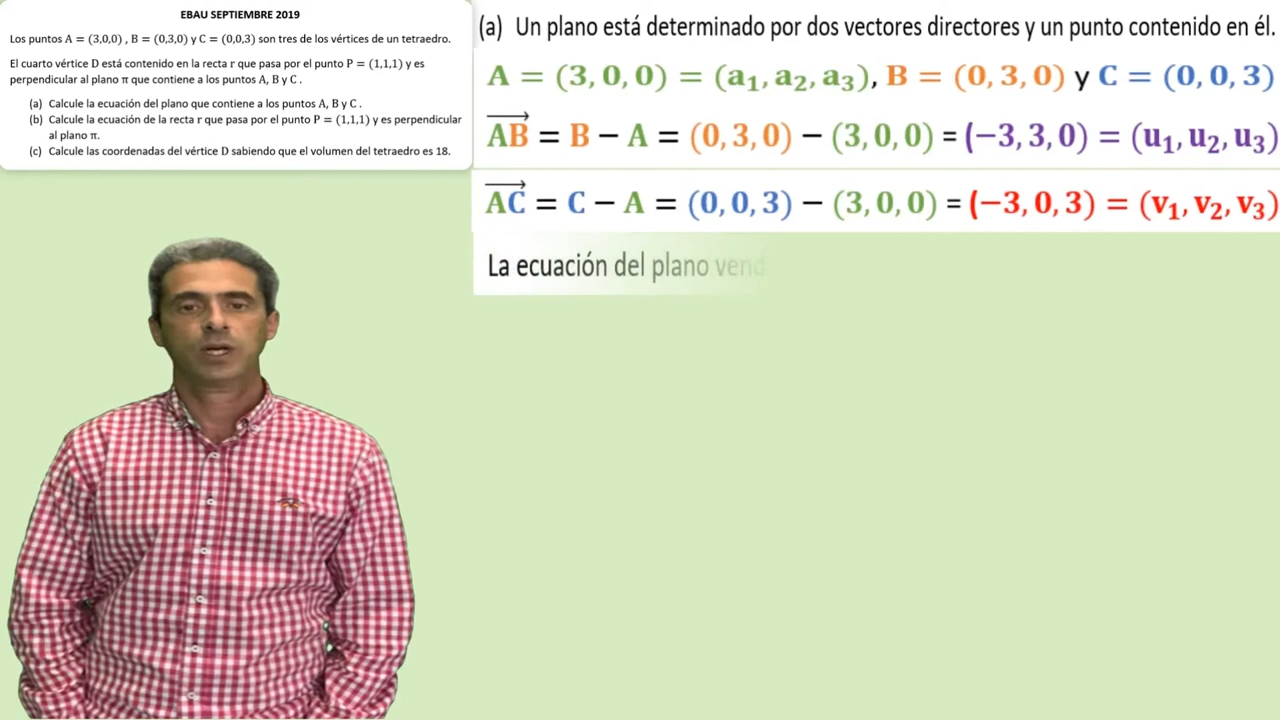 EBAU SEPTIEMBRE 2019
Los puntos A = (3,0,0) , B = (0,3,0) y C = (0,0,3) son tres de los vértices de un tetraedro.
El cuarto vértice D está contenido en la recta r que pasa por el punto P = (1,1,1) y es
perpendicular al plano π que contiene a los puntos A, B y C .
(a) Calcule la ecuación del plano que contiene a los puntos A, B y C .
(b) Calcule la ecuación de la recta r que pasa por el punto P = (1,1,1) y es perpendicular
al plano π.
(c) Calcule las coordenadas del vértice D sabiendo que el volumen del tetraedro es 18.
(a) Un plano está determinado por dos vectores directores y un punto contenido en él.
A = (3, 0, 0) = (a₁, a₂, a₃), B = (0, 3, 0) y C = (0, 0, 3)
AB = B − A = (0, 3, 0) − (3, 0, 0) = (−3, 3, 0) = (u₁, u₂, u₃)
AC = C − A = (0, 0, 3) − (3, 0, 0) = (−3, 0, 3) = (v₁, v₂, v₃)
La ecuación del plano vend